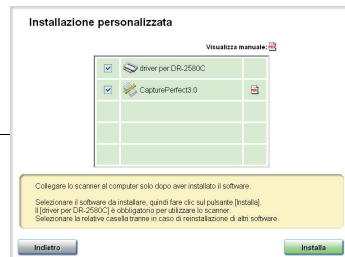 Installazione personalizzata
Visualizza manuale:
driver per DR-2580C
CapturePerfect3.0
Collegare lo scanner al computer solo dopo aver installato il software.
Selezionare il software da installare, quindi fare clic sul pulsante [Installa].
Il [driver per DR-2580C] è obbligatorio per utilizzare lo scanner.
Selezionare la relative casella tranne in caso di reinstallazione di altri software.
Indietro
Installa